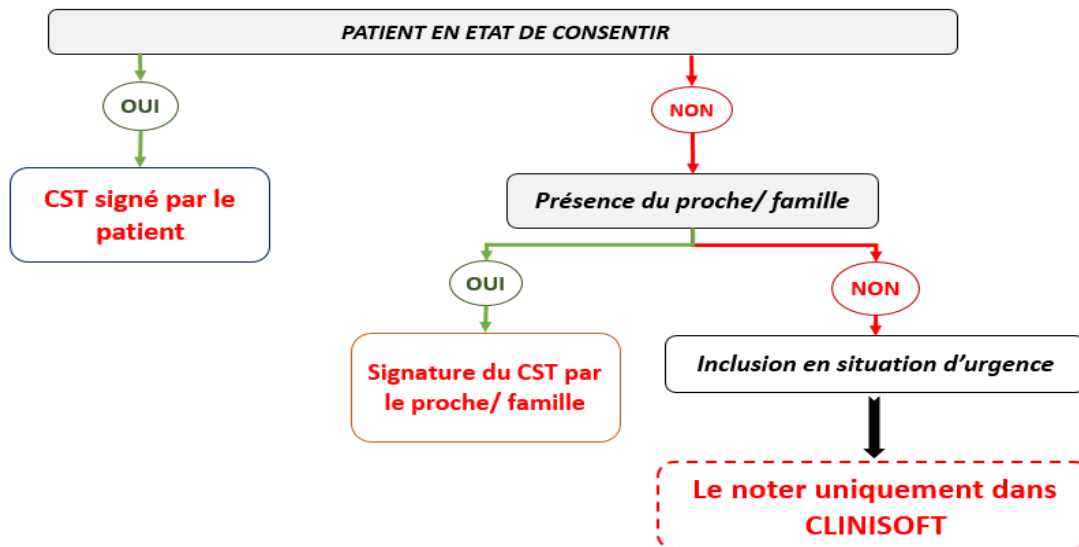 PATIENT EN ETAT DE CONSENTIR
OUI
NON
CST signé par le
patient
Présence du proche/ famille
OUI
NON
Signature du CST par
le proche/ famille
Inclusion en situation d’urgence
Le noter uniquement dans
CLINISOFT